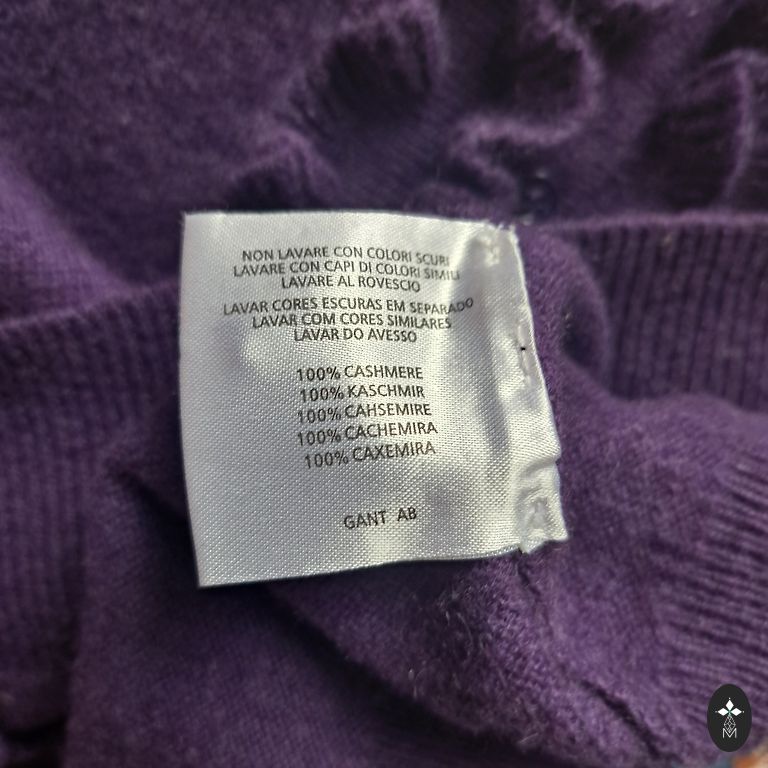 NON LAVARE CON COLORI SCURI
LAVARE CON CAPI DI COLORI SIMILI
LAVARE AL ROVESCIO
LAVAR CORES ESCURAS EM SEPARADO
LAVAR COM CORES SIMILARES
LAVAR DO AVESSO
100% CASHMERE
100% KASCHMIR
100% CAHSEMIRE
100% CACHEMIRA
100% CAXEMIRA
GANT AB
M